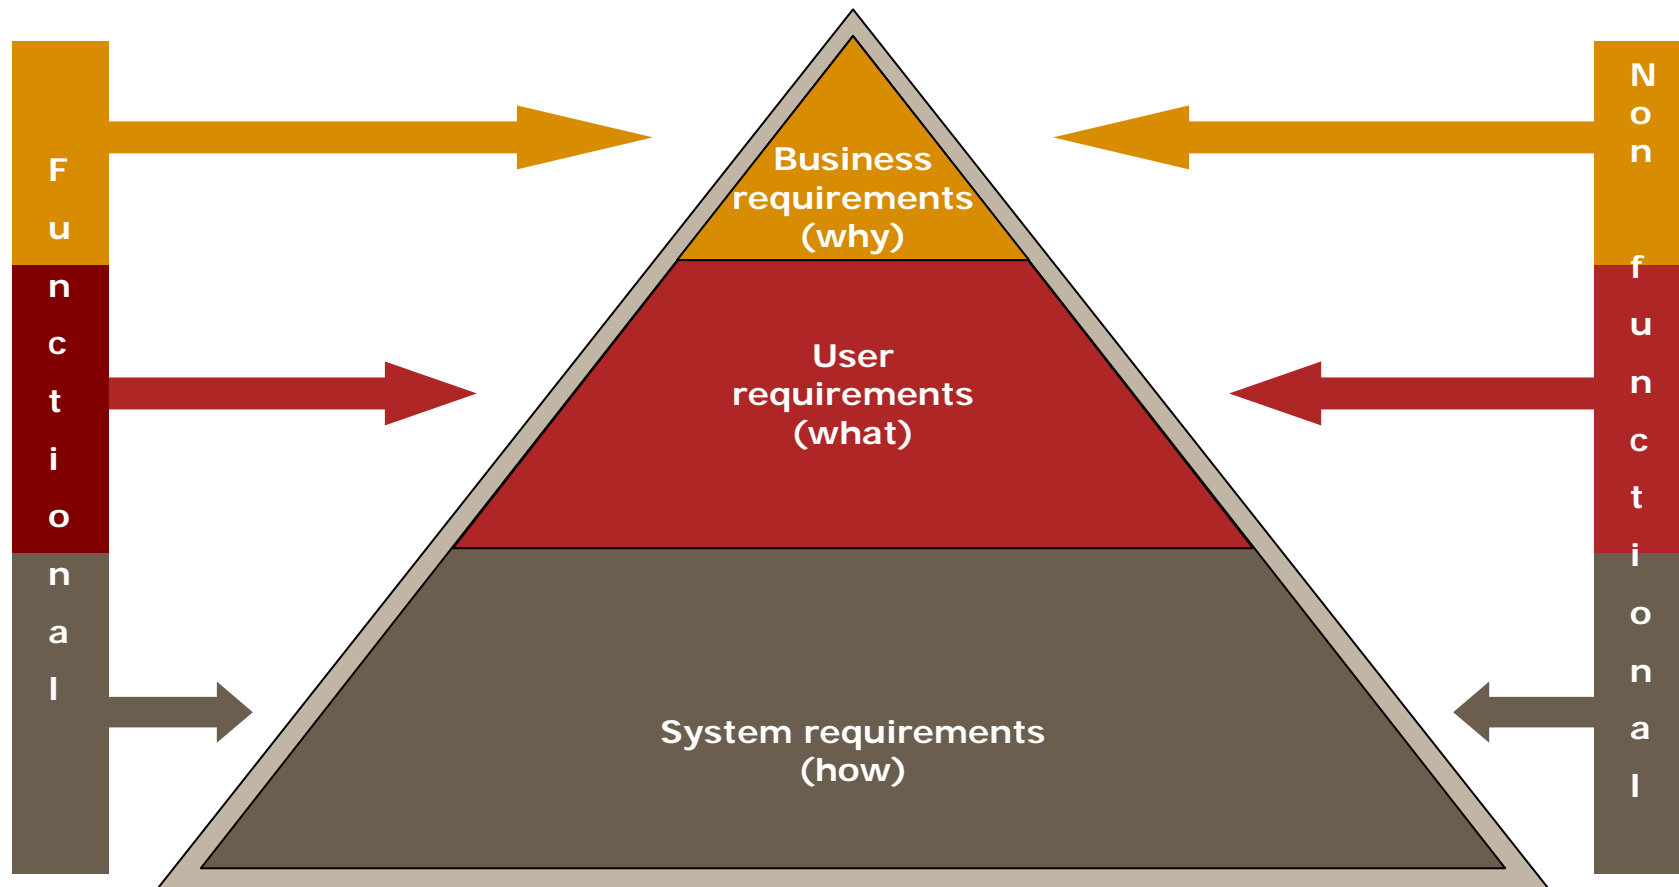 Functional
Business
requirements
(why)
User
requirements
(what)
System requirements
(how)
Non functional